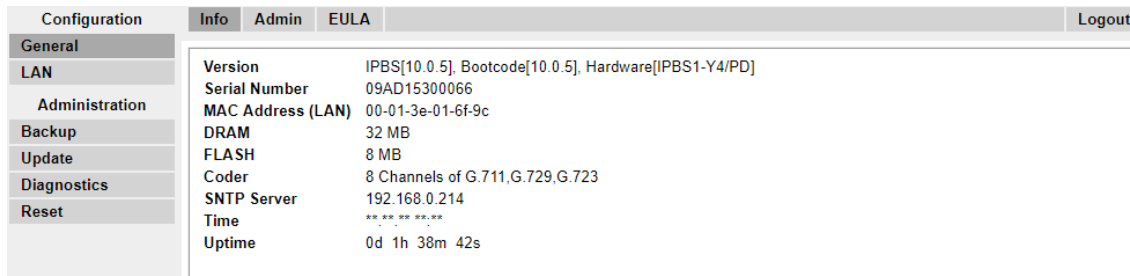 Configuration
General
LAN
Administration
Backup
Update
Diagnostics
Reset
Info Admin EULA Logout
Version IPBS[10.0.5], Bootcode[10.0.5], Hardware[IPBS1-Y4/PD]
Serial Number 09AD15300066
MAC Address (LAN) 00-01-3e-01-6f-9c
DRAM 32 MB
FLASH 8 MB
Coder 8 Channels of G.711,G.729,G.723
SNTP Server 192.168.0.214
Time **.**.** **:**
Uptime 0d 1h 38m 42s